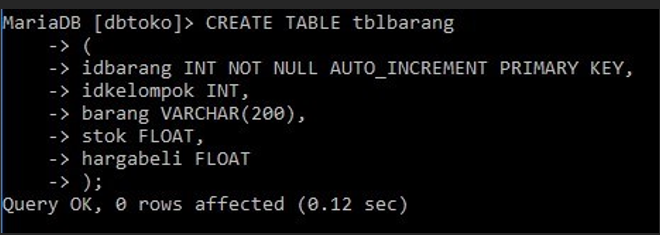 MariaDB [dbtoko]> CREATE TABLE tblbarang
    -> (
    -> idbarang INT NOT NULL AUTO_INCREMENT PRIMARY KEY,
    -> idkelompok INT,
    -> barang VARCHAR(200),
    -> stok FLOAT,
    -> hargabeli FLOAT
    -> );
Query OK, 0 rows affected (0.12 sec)